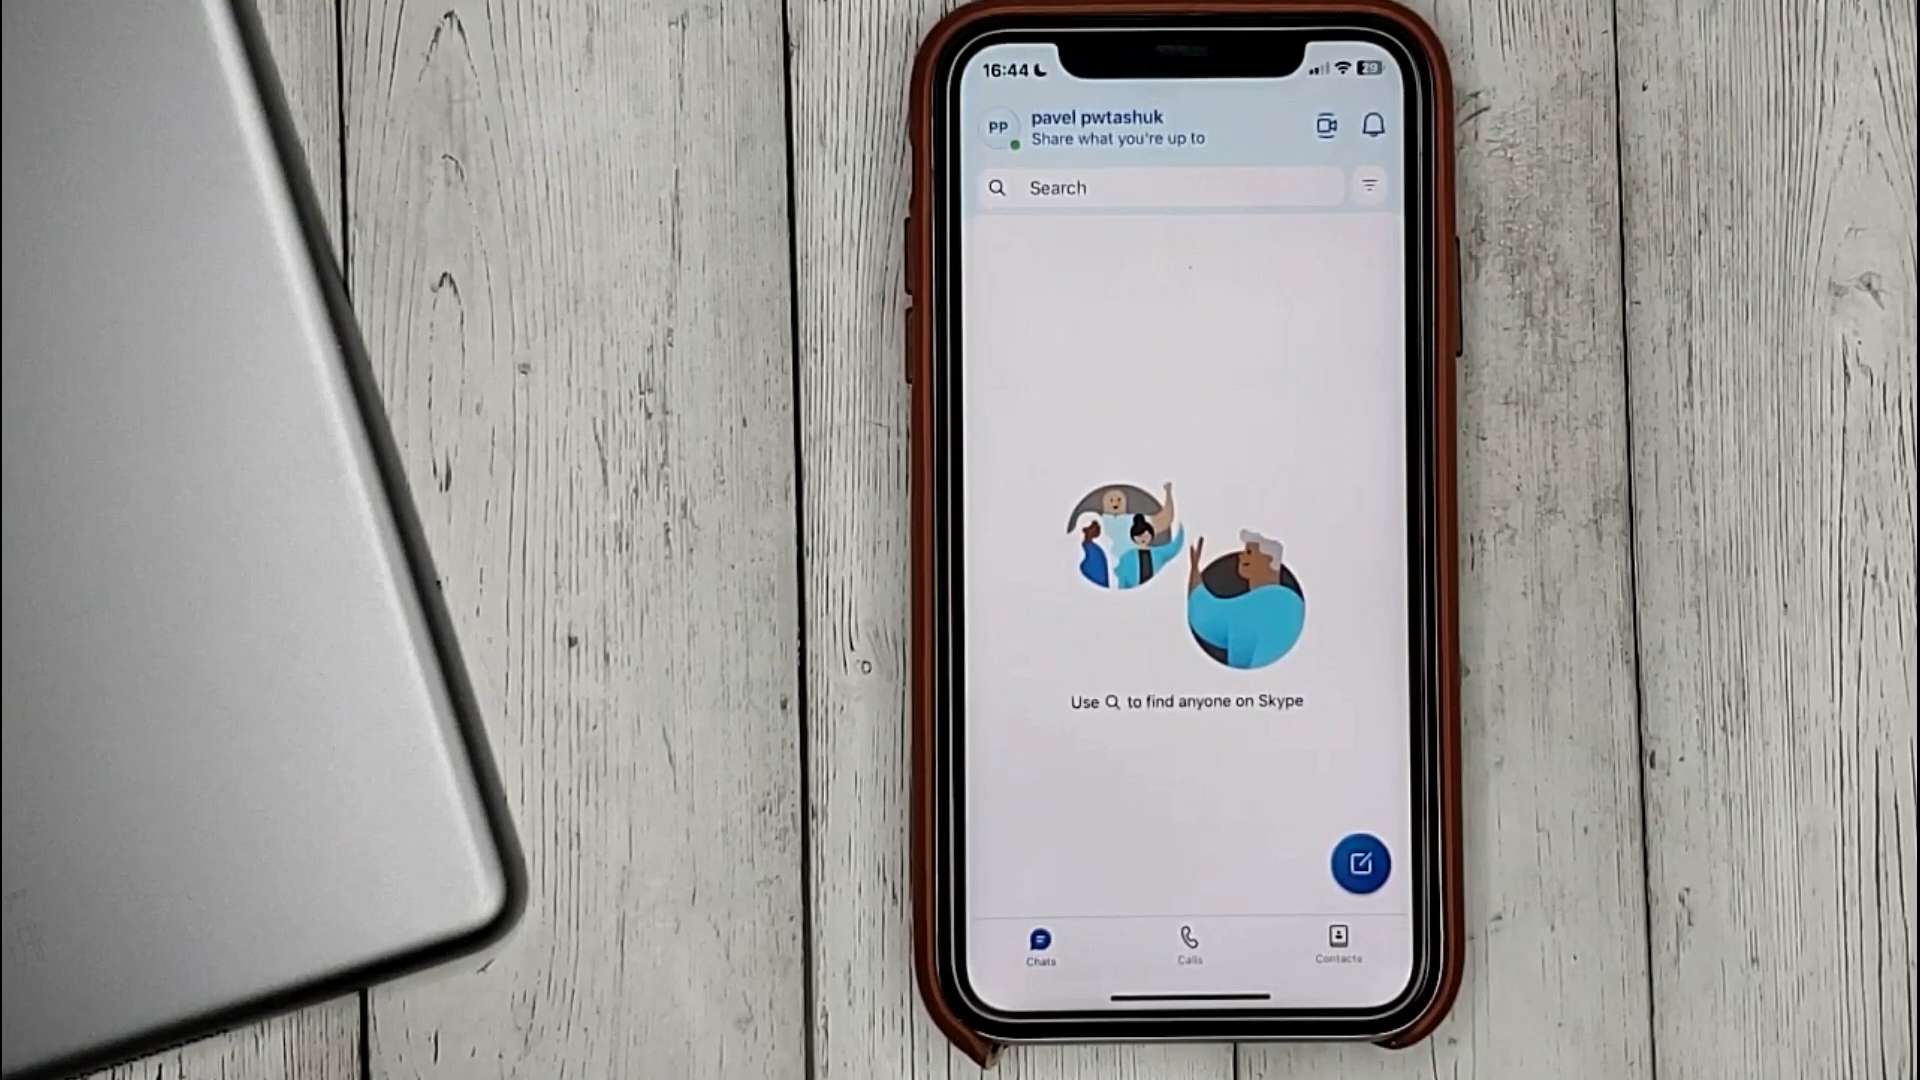 16:44
29
PP
pavel pwtashuk
Share what you're up to
Search
Use to find anyone on Skype
Chats
Calls
Contacts